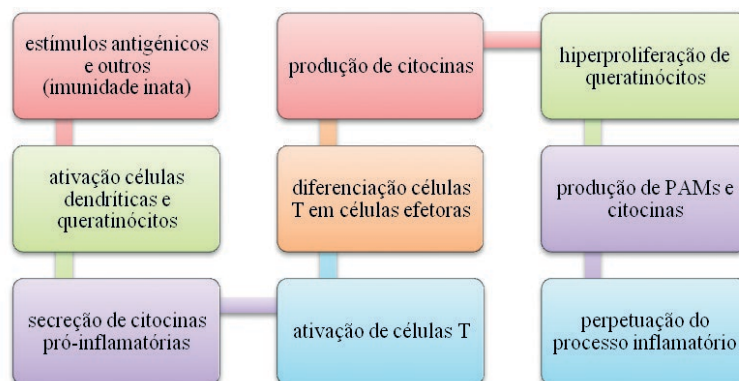 estímulos antigénicos
e outros
(imunidade inata)
ativação células
dendríticas e
queratinócitos
secreção de citocinas
pró-inflamatórias
ativação de células T
diferenciação células
T em células efetoras
produção de citocinas
hiperproliferação de
queratinócitos
produção de PAMs e
citocinas
perpetuação do
processo inflamatório